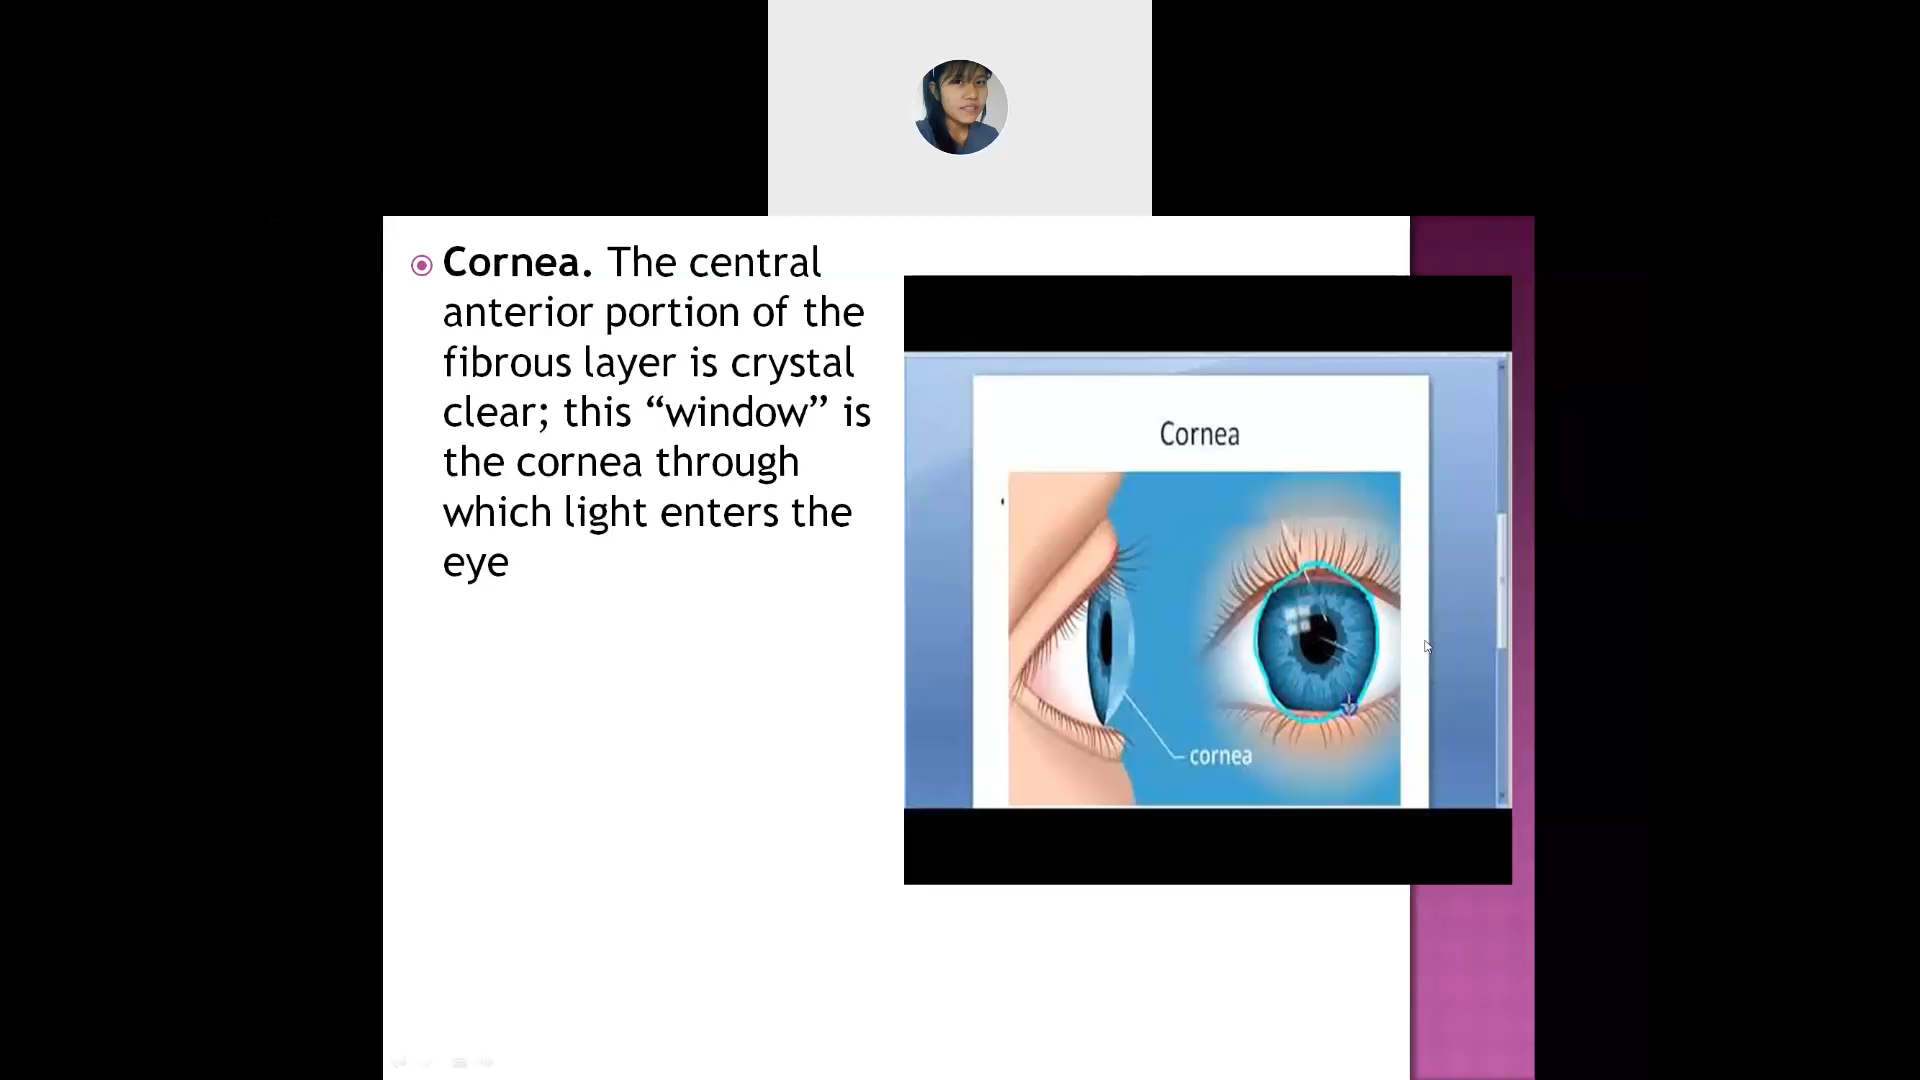 Cornea. The central
anterior portion of the
fibrous layer is crystal
clear; this “window” is
the cornea through
which light enters the
eye
Cornea
cornea